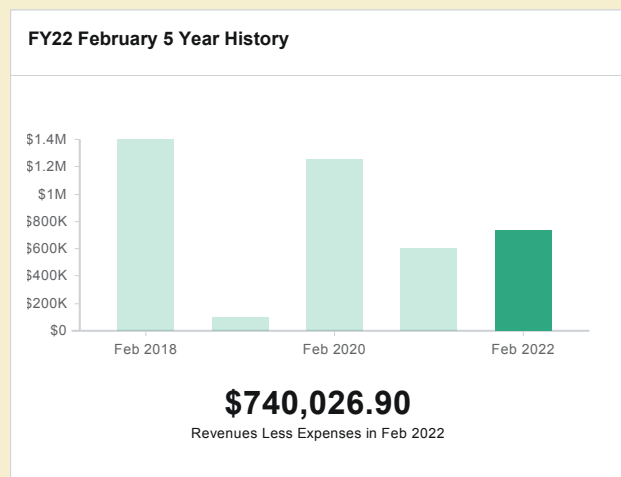 FY22 February 5 Year History
$1.4M
$1.2M
$1M
$800K
$600K
$400K
$200K
$0
Feb 2018
Feb 2020
Feb 2022
$740,026.90
Revenues Less Expenses in Feb 2022